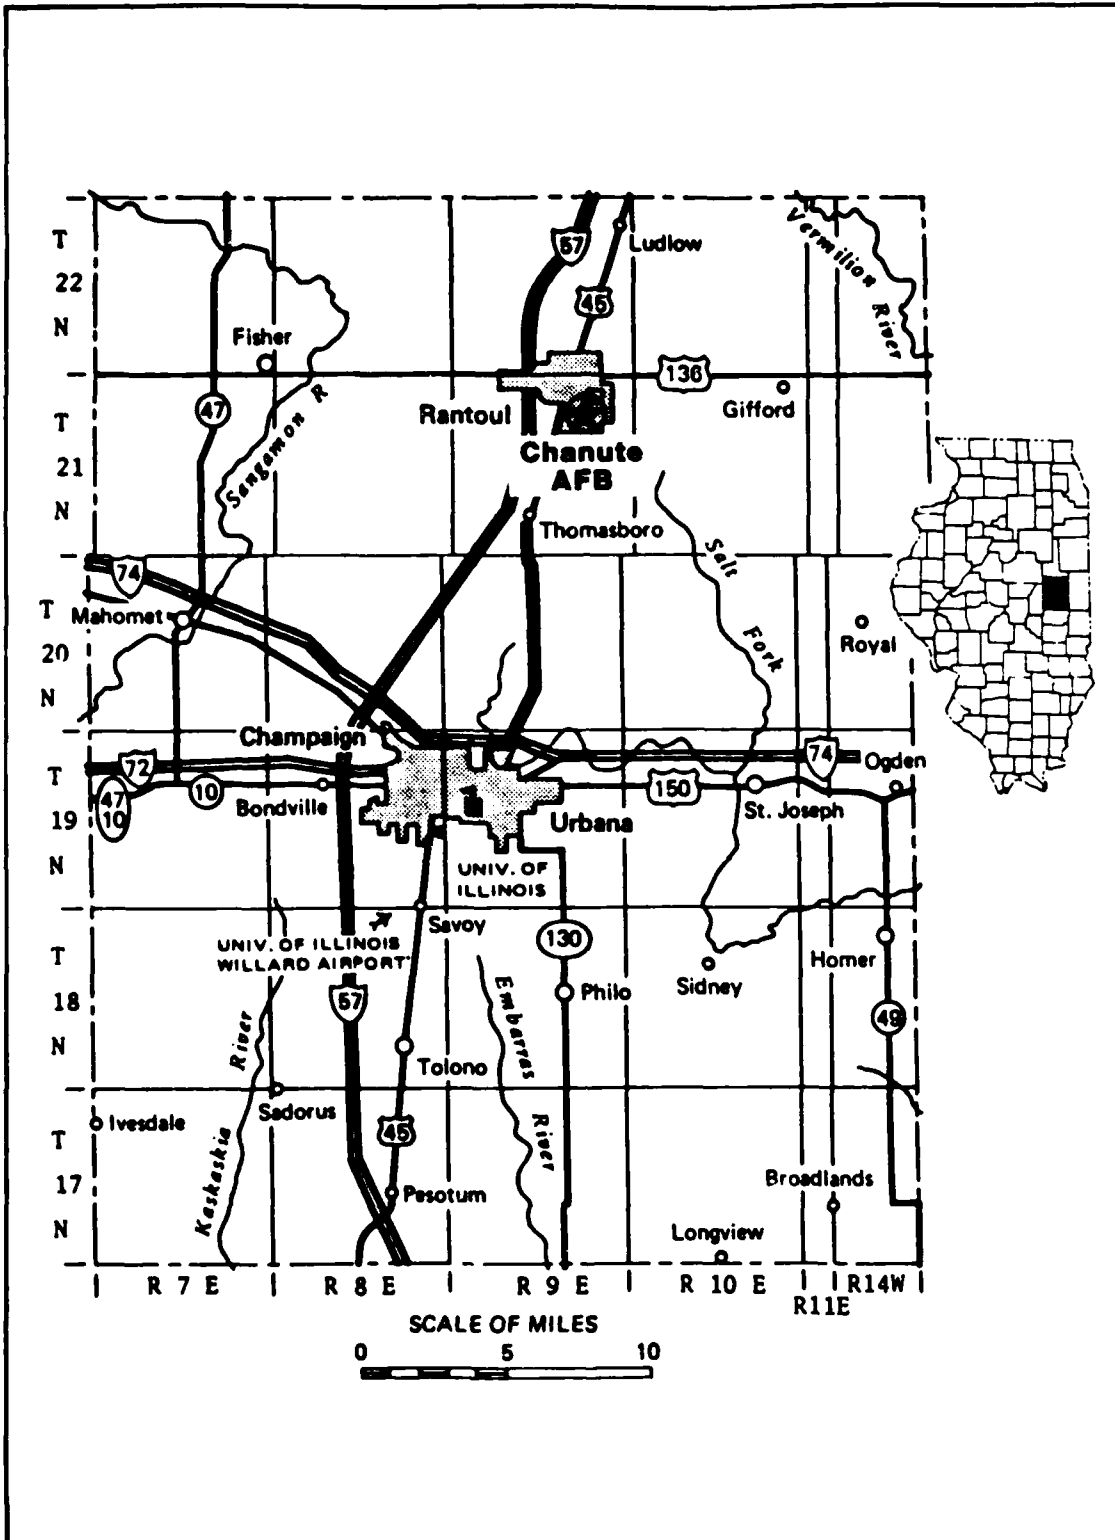 T
22
N
57
Ludlow
Vermilion River
45
Fisher
136
Gifford
47
Rantoul
Sangamon R
T
21
N
Chanute
AFB
Thomasboro
Salt Fork
74
Mahomet
T
20
N
Royal
Champaign
72
74
Ogden
T
19
N
47
10
10
Bondville
150
St. Joseph
Urbana
UNIV. OF
ILLINOIS
Savoy
UNIV. OF ILLINOIS
WILLARD AIRPORT
130
Homer
T
18
N
Sidney
Philo
57
Embarras River
49
Kaskaskia River
Tolono
Ivesdale
Sadorus
T
17
N
45
Pesotum
Broadlands
Longview
R 7 E
R 8 E
R 9 E
R 10 E
R11E
R14W
SCALE OF MILES
0 5 10